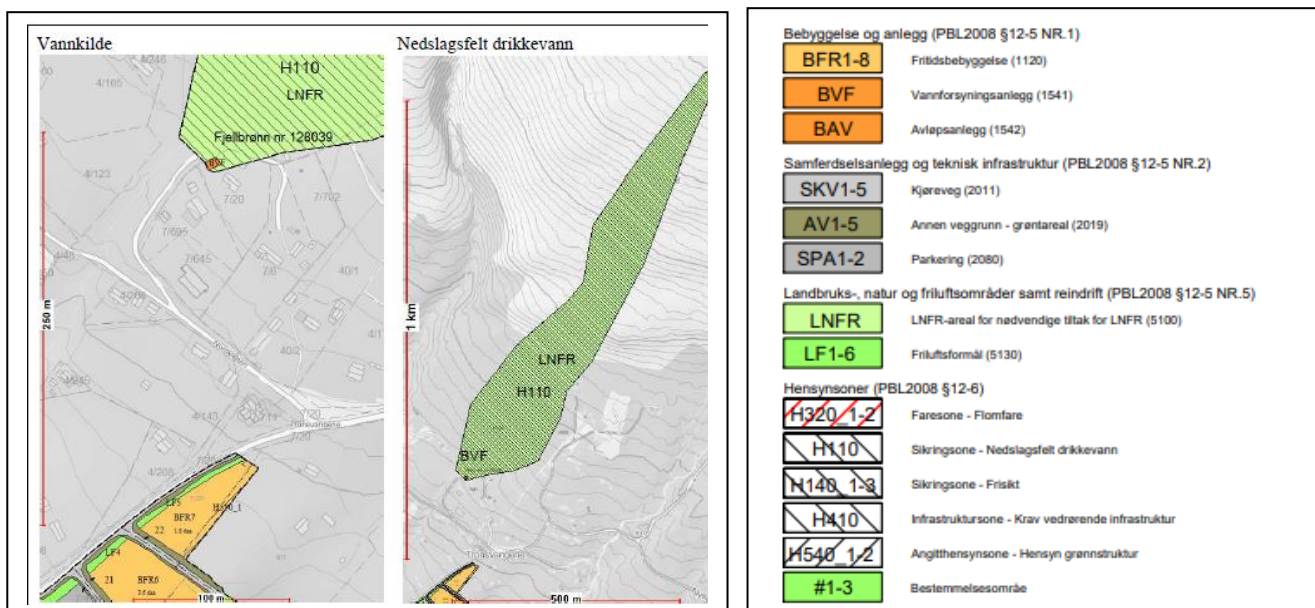 Vannkilde
H110
LNFR
Fjellbrønn nr 128039
BVF
4/246
4/105
4/123
7/20
7/702
7/695
4/48
7/645
7/8
40/1
4/206
250 m
40/2
4/143
7/20
7/20
4/208
LF5
BFR7
22
LF4
21
BFR6
100 m
Nedslagsfelt drikkevann
1 km
LNFR
H110
BVF
500 m
Bebyggelse og anlegg (PBL2008 §12-5 NR.1)
BFR1-8 Fritidsbebyggelse (1120)
BVF Vannforsyningsanlegg (1541)
BAV Avløpsanlegg (1542)
Samferdselsanlegg og teknisk infrastruktur (PBL2008 §12-5 NR.2)
SKV1-5 Kjøreveg (2011)
AV1-5 Annen veggrunn - grøntareal (2019)
SPA1-2 Parkering (2080)
Landbruks-, natur og friluftsområder samt reindrift (PBL2008 §12-5 NR.5)
LNFR LNFR-areal for nødvendige tiltak for LNFR (5100)
LF1-6 Friluftsformål (5130)
Hensynsoner (PBL2008 §12-6)
H320_1-2 Faresone - Flomfare
H110 Sikringsone - Nedslagsfelt drikkevann
H140_1-3 Sikringsone - Frisikt
H410 Infrastruktursone - Krav vedrørende infrastruktur
H540_1-2 Angitthensynsone - Hensyn grønnstruktur
#1-3 Bestemmelsesområe